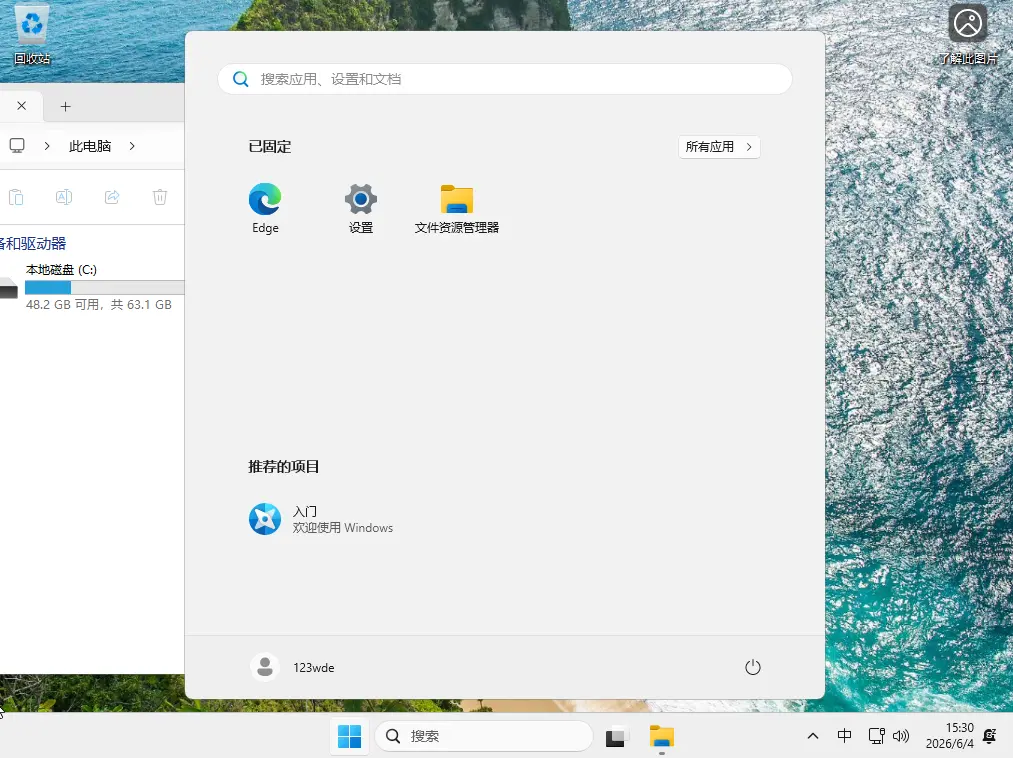 回收站
了解此图片
搜索应用、设置和文档
此电脑
已固定
所有应用
Edge
设置
文件资源管理器
和驱动器
本地磁盘 (C:)
48.2 GB 可用，共 63.1 GB
推荐的项目
入门
欢迎使用 Windows
123wde
搜索
中
15:30
2026/6/4